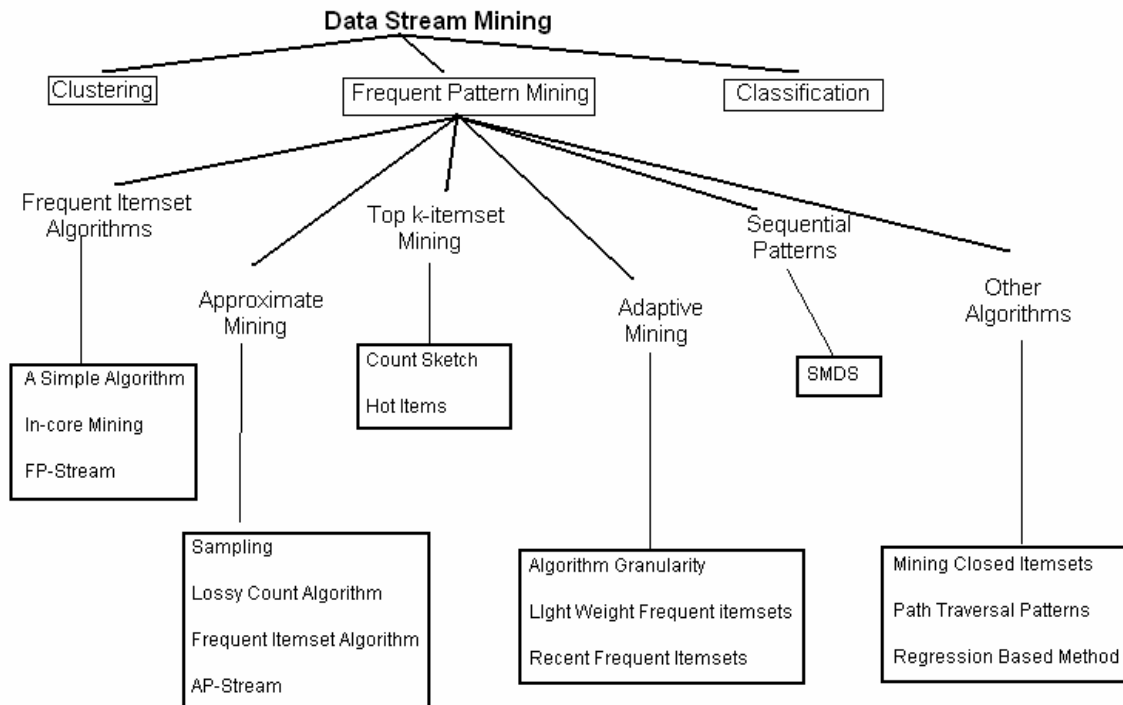 Data Stream Mining
Clustering
Frequent Pattern Mining
Classification
Frequent Itemset
Algorithms
Top k-itemset
Mining
Sequential
Patterns
Approximate
Mining
Adaptive
Mining
Other
Algorithms
A Simple Algorithm
In-core Mining
FP-Stream
Count Sketch
Hot Items
SMDS
Sampling
Lossy Count Algorithm
Frequent Itemset Algorithm
AP-Stream
Algorithm Granularity
LIght Weight Frequent itemsets
Recent Frequent Itemsets
Mining Closed Itemsets
Path Traversal Patterns
Regression Based Method